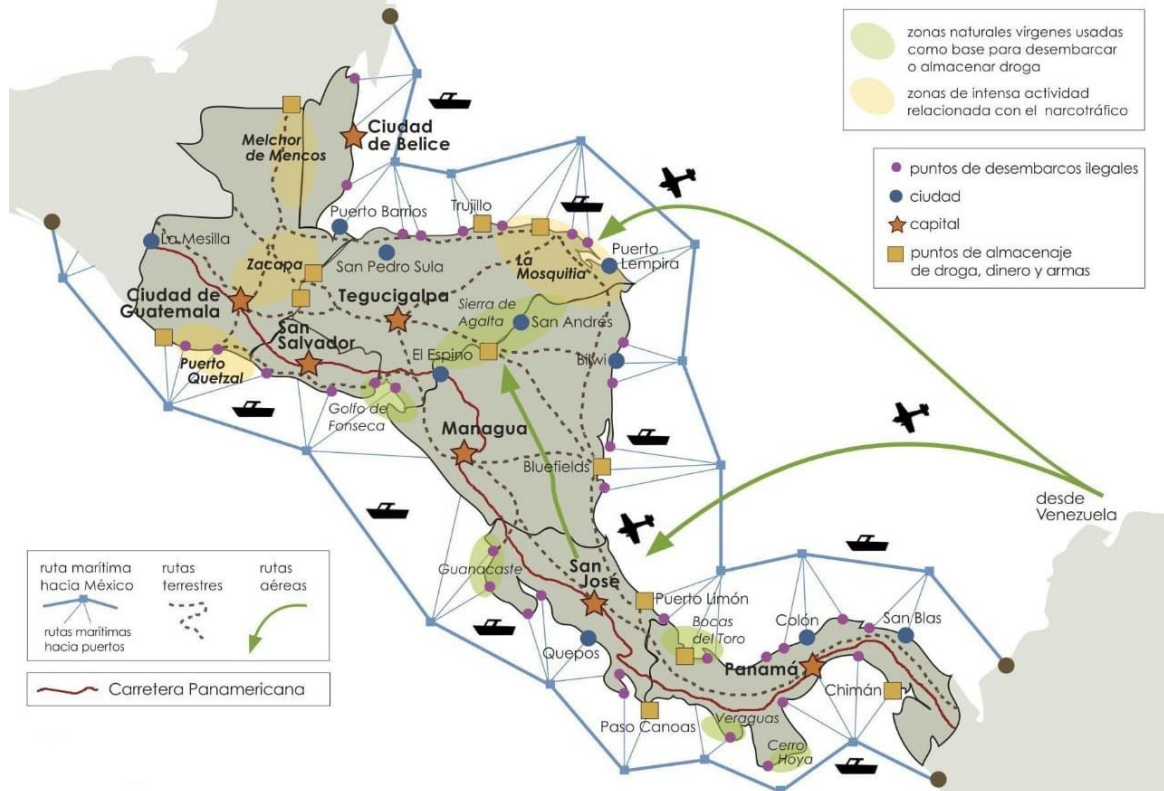 zonas naturales vírgenes usadas
como base para desembarcar
o almacenar droga
zonas de intensa actividad
relacionada con el narcotráfico
puntos de desembarcos ilegales
ciudad
capital
puntos de almacenaje
de droga, dinero y armas
Ciudad
de Belice
Melchor
de Mencos
Puerto Barrios
Trujillo
La Mesilla
San Pedro Sula
La
Mosquitia
Puerto
Lempira
Zacapa
Ciudad de
Guatemala
Tegucigalpa
Sierra de
Agalta
San Andrés
San
Salvador
El Espino
Bilwi
Puerto
Quetzal
Golfo de
Fonseca
Managua
Bluefields
desde
Venezuela
Guanacaste
San
José
Puerto Limón
Bocas
del Toro
Colón
San Blas
Quepos
Panamá
Chimán
Paso Canoas
Veraguas
Cerro
Hoya
ruta marítima
hacia México
rutas
terrestres
rutas
aéreas
rutas marítimas
hacia puertos
Carretera Panamericana